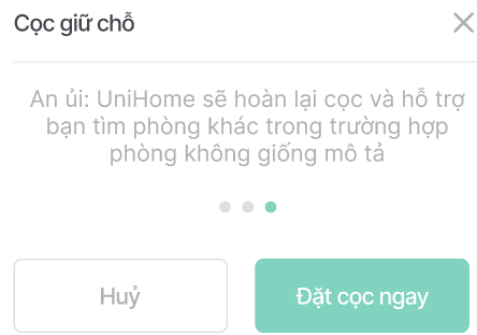 Cọc giữ chỗ
An ủi: UniHome sẽ hoàn lại cọc và hỗ trợ
bạn tìm phòng khác trong trường hợp
phòng không giống mô tả
Huỷ
Đặt cọc ngay